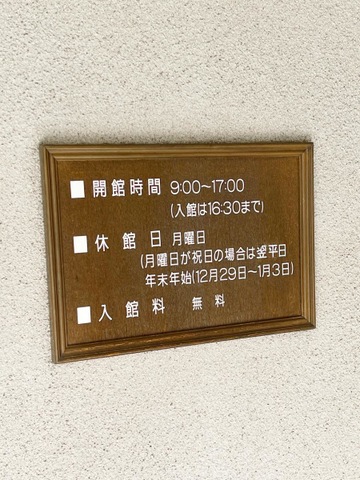 ■開館時間 9:00～17:00
(入館は16:30まで)
■休館日 月曜日
(月曜日が祝日の場合は翌平日
年末年始(12月29日～1月3日)
■入館料 無料